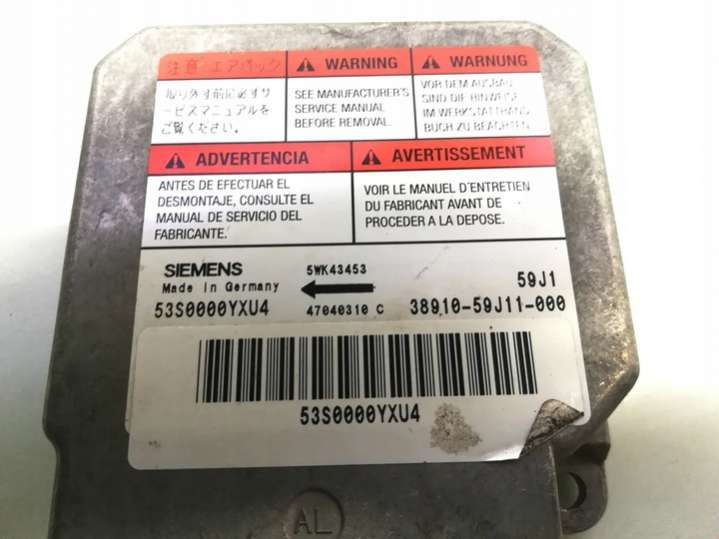 注意 エアバッグ
取り外す前に必ずサ
ービスマニュアルを
ご覧ください。
WARNING
SEE MANUFACTURER'S
SERVICE MANUAL
BEFORE REMOVAL.
WARNUNG
VOR DEM AUSBAU
SIND DIE HINWEISE
IM WERKSTATTHAND
BUCH ZU BEACHTEN.
ADVERTENCIA
ANTES DE EFECTUAR EL
DESMONTAJE, CONSULTE EL
MANUAL DE SERVICIO DEL
FABRICANTE.
AVERTISSEMENT
VOIR LE MANUEL D'ENTRETIEN
DU FABRICANT AVANT DE
PROCEDER A LA DEPOSE.
SIEMENS 5WK43453 59J1
Made in Germany
53S0000YXU4 47040310 C 38910-59J11-000
53S0000YXU4
AL